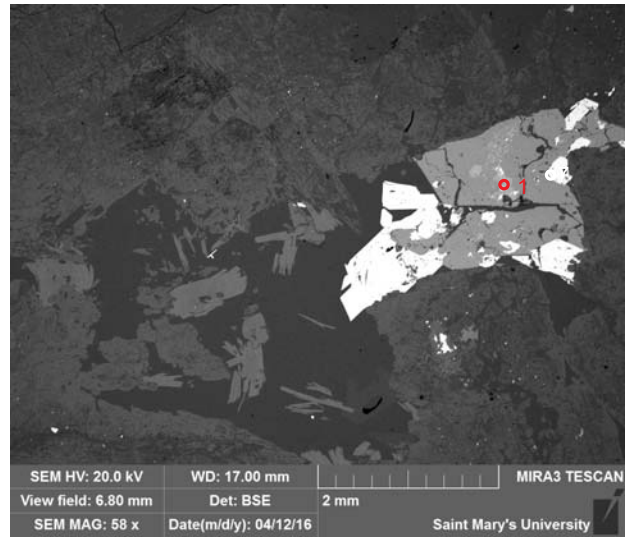 1
SEM HV: 20.0 kV WD: 17.00 mm MIRA3 TESCAN
View field: 6.80 mm Det: BSE 2 mm
SEM MAG: 58 x Date(m/d/y): 04/12/16 Saint Mary's University